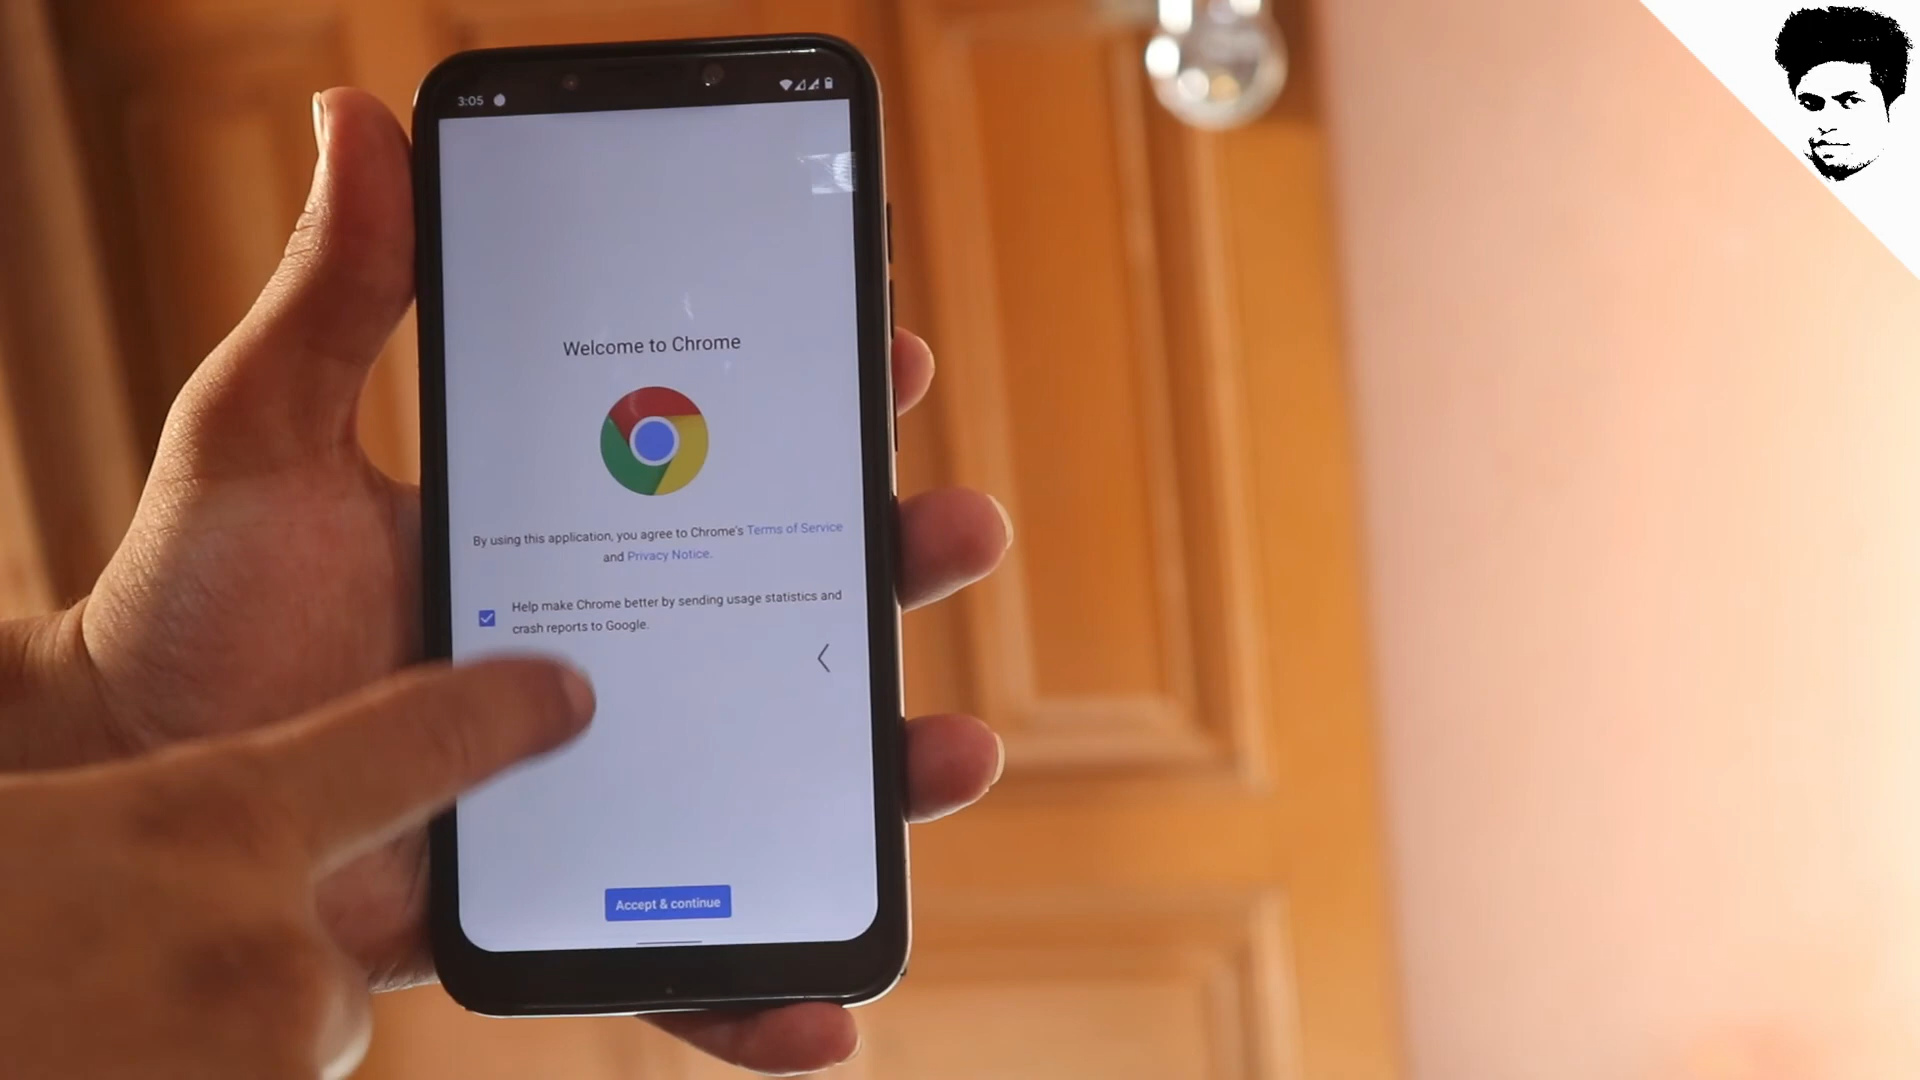 3:05
Welcome to Chrome
By using this application, you agree to Chrome's Terms of Service
and Privacy Notice.
Help make Chrome better by sending usage statistics and
crash reports to Google.
Accept & continue